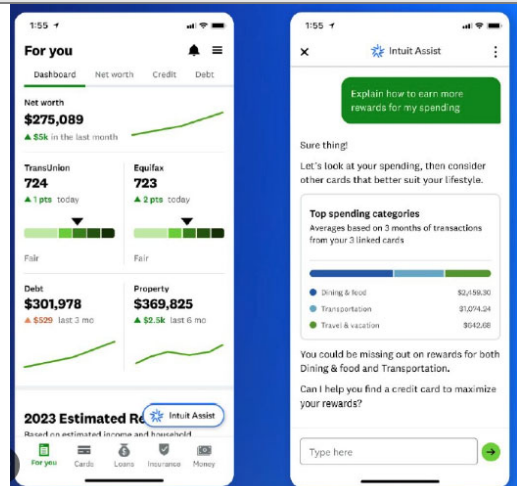 1:55
For you
Dashboard Net worth Credit Debt
Net worth
$275,089
▲ $5k in the last month
TransUnion
724
▲ 1 pts today
Fair
Equifax
723
▲ 2 pts today
Fair
Debt
$301,978
▲ $529 last 3 mo
Property
$369,825
▲ $2.5k last 6 mo
2023 Estimated
Intuit Assist
Based on estimated income and household
For you Cards Loans Insurance Money
1:55
Intuit Assist
Explain how to earn more
rewards for my spending
Sure thing!
Let's look at your spending, then consider
other cards that better suit your lifestyle.
Top spending categories
Averages based on 3 months of transactions
from your 3 linked cards
Dining & food $2,459.30
Transportation $1,074.24
Travel & vacation $642.68
You could be missing out on rewards for both
Dining & food and Transportation.
Can I help you find a credit card to maximize
your rewards?
Type here